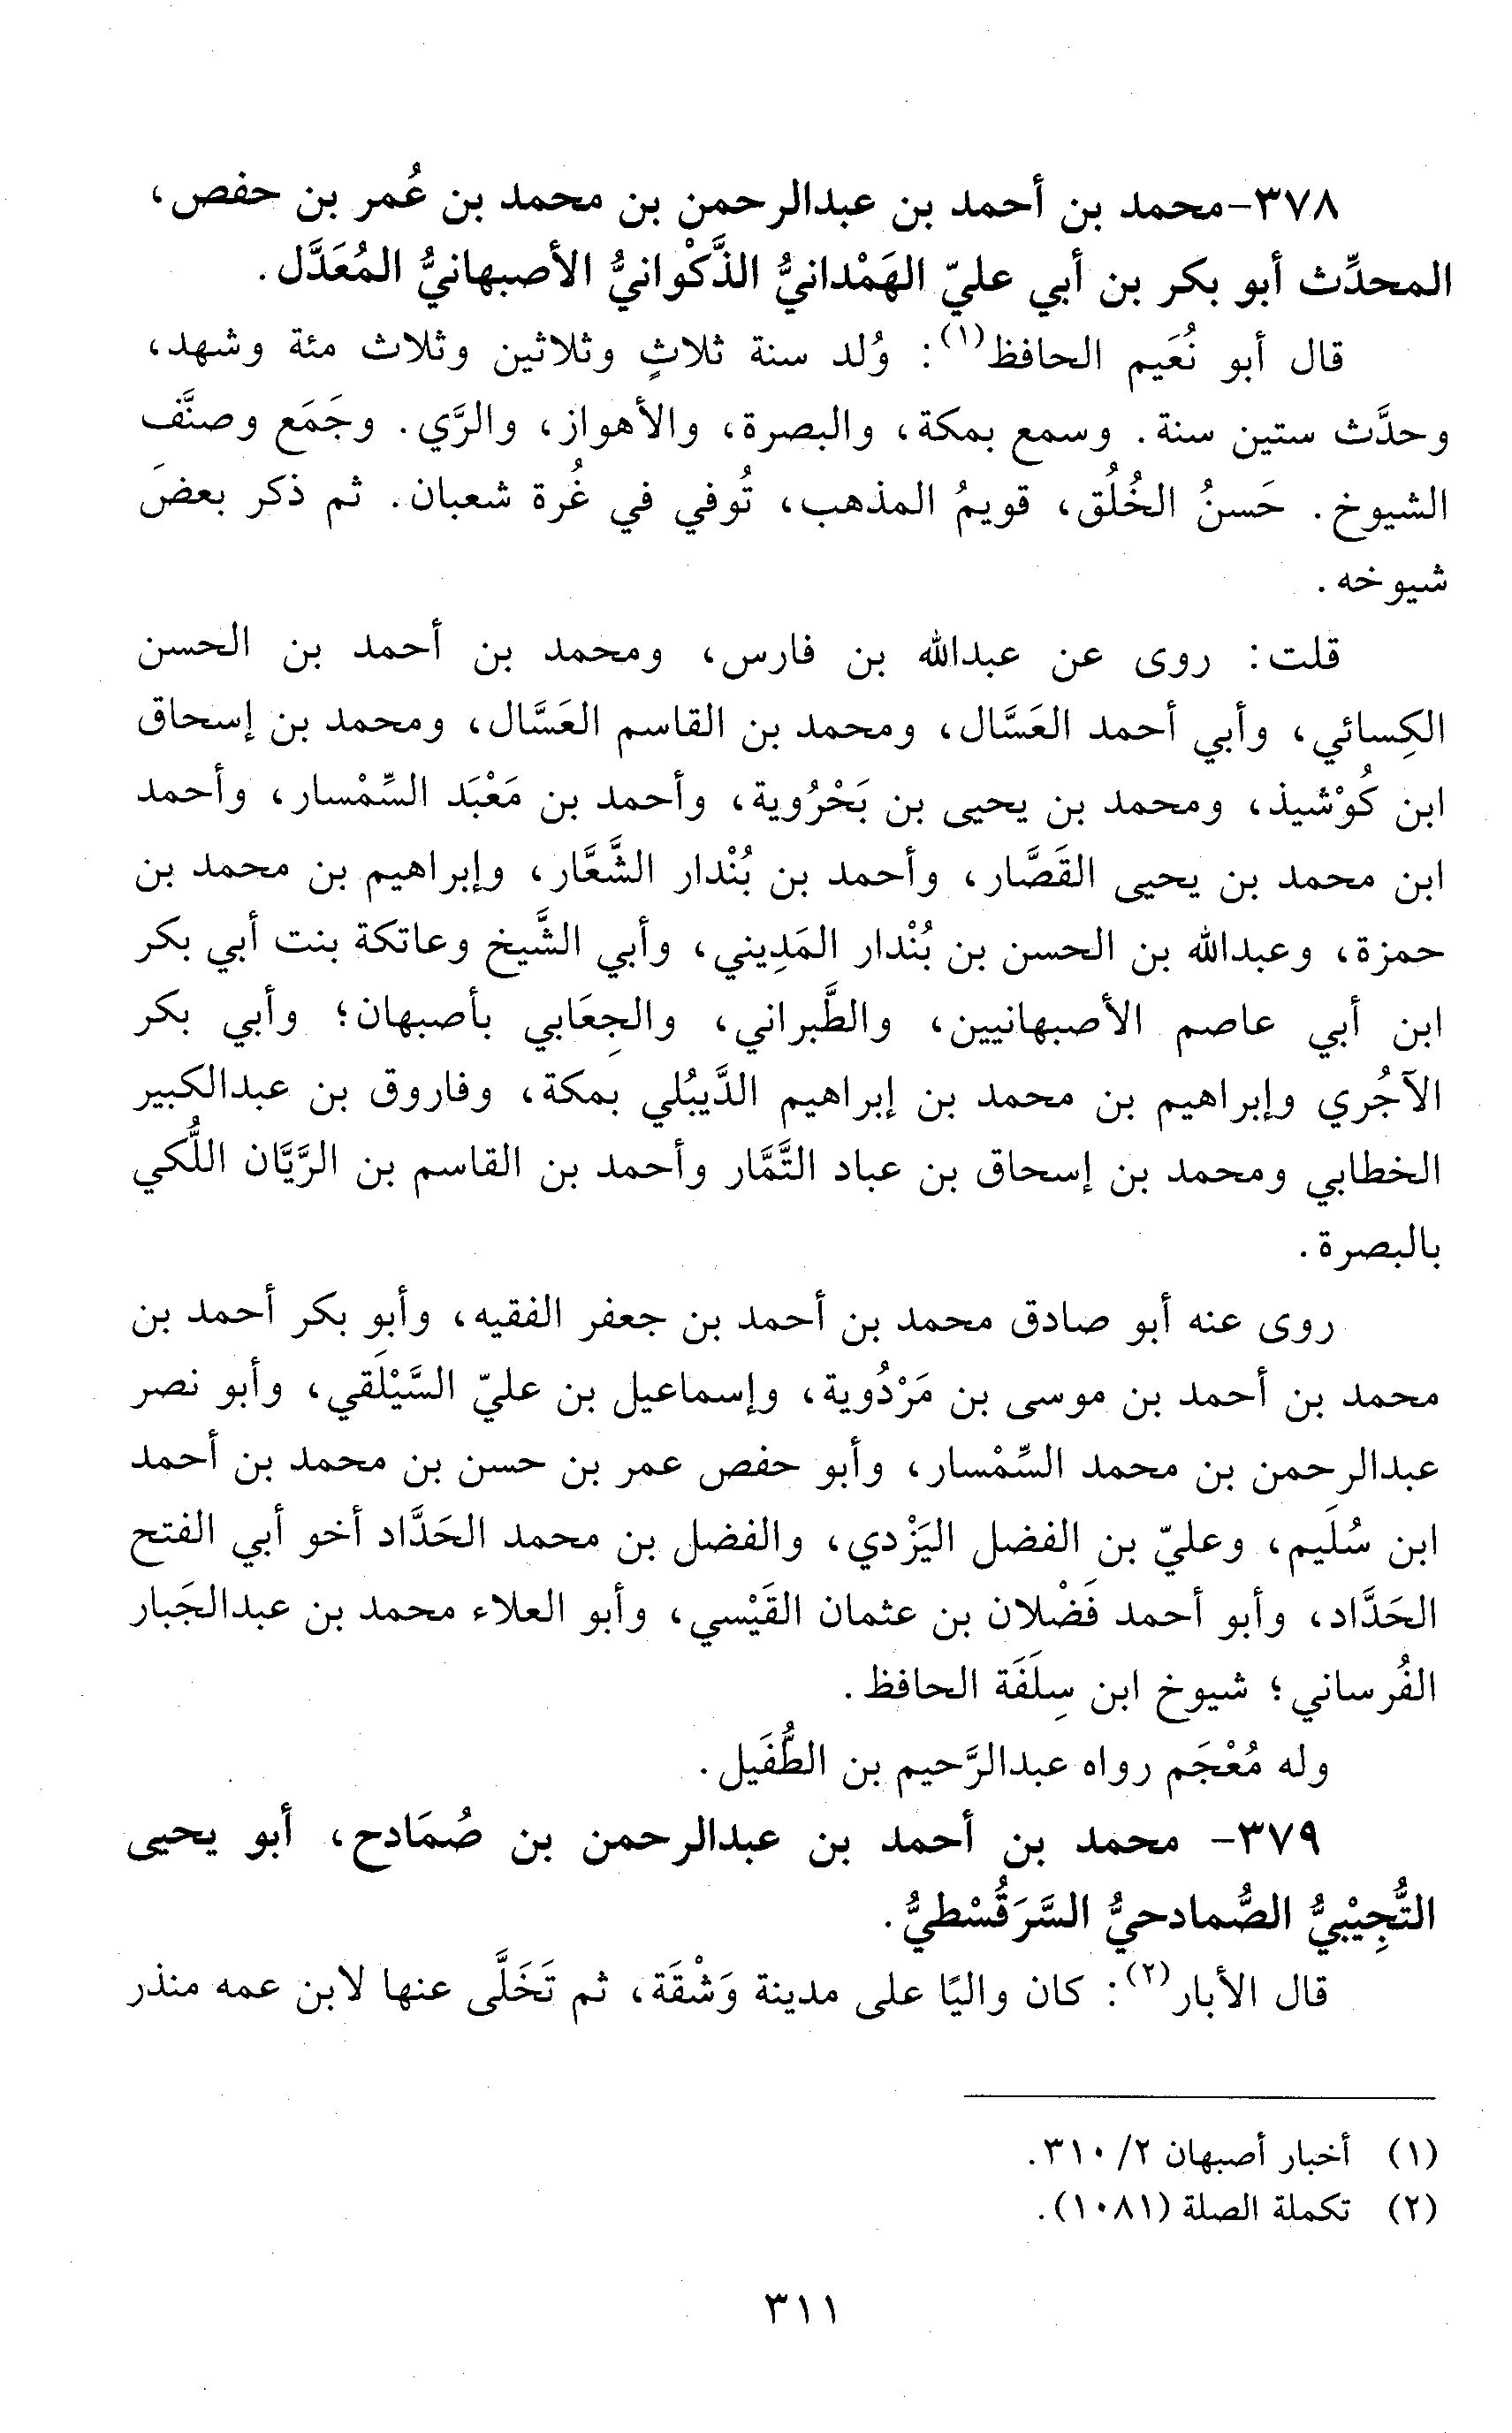 ٣٧٨-محمد بن أحمد بن عبدالرحمن بن محمد بن عُمر بن حفص،
المحدِّث أبو بكر بن أبي عليّ الهَمْدانيُّ الذَّكْوانيُّ الأصبهانيُّ المُعَدَّل.
قال أبو نُعَيم الحافظ(١): وُلد سنة ثلاثٍ وثلاثين وثلاث مئة وشهد،
وحدَّث ستين سنة. وسمع بمكة، والبصرة، والأهواز، والرَّي. وجَمَع وصنَّف
الشيوخ. حَسنُ الخُلُق، قويمُ المذهب، تُوفي في غُرة شعبان. ثم ذكر بعضَ
شيوخه.
قلت: روى عن عبدالله بن فارس، ومحمد بن أحمد بن الحسن
الكِسائي، وأبي أحمد العَسَّال، ومحمد بن القاسم العَسَّال، ومحمد بن إسحاق
ابن كُوْشيذ، ومحمد بن يحيى بن بَحْرُوية، وأحمد بن مَعْبَد السِّمْسار، وأحمد
ابن محمد بن يحيى القَصَّار، وأحمد بن بُنْدار الشَّعَّار، وإبراهيم بن محمد بن
حمزة، وعبدالله بن الحسن بن بُنْدار المَدِيني، وأبي الشَّيخ وعاتكة بنت أبي بكر
ابن أبي عاصم الأصبهانيين، والطَّبراني، والجِعَابي بأصبهان؛ وأبي بكر
الآجُري وإبراهيم بن محمد بن إبراهيم الدَّيبُلي بمكة، وفاروق بن عبدالكبير
الخطابي ومحمد بن إسحاق بن عباد التَّمَّار وأحمد بن القاسم بن الرَّيَّان اللُّكي
بالبصرة.
روى عنه أبو صادق محمد بن أحمد بن جعفر الفقيه، وأبو بكر أحمد بن
محمد بن أحمد بن موسى بن مَرْدُوية، وإسماعيل بن عليّ السَّيْلَقي، وأبو نصر
عبدالرحمن بن محمد السِّمْسار، وأبو حفص عمر بن حسن بن محمد بن أحمد
ابن سُلَيم، وعليّ بن الفضل اليَزْدي، والفضل بن محمد الحَدَّاد أخو أبي الفتح
الحَدَّاد، وأبو أحمد فَضْلان بن عثمان القَيْسي، وأبو العلاء محمد بن عبدالجَبار
الفُرساني؛ شيوخ ابن سِلَفَة الحافظ.
وله مُعْجَم رواه عبدالرَّحيم بن الطُّفَيل.
٣٧٩- محمد بن أحمد بن عبدالرحمن بن صُمَادح، أبو يحيى
التُّجِيْبيُّ الصُّمادحيُّ السَّرَقُسْطيُّ.
قال الأبار(٢): كان واليًا على مدينة وَشْقَة، ثم تَخَلَّى عنها لابن عمه منذر
(١) أخبار أصبهان ٢/ ٣١٠.
(٢) تكملة الصلة (١٠٨١).
٣١١